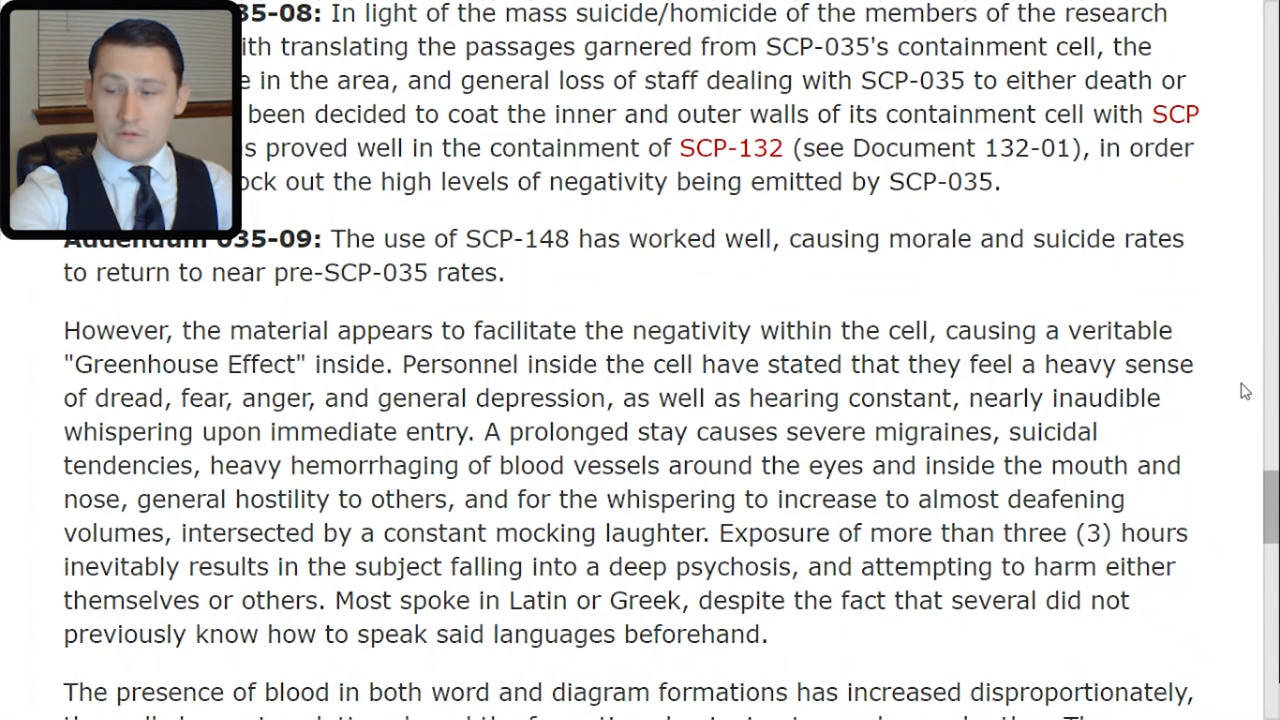 35-08: In light of the mass suicide/homicide of the members of the research
ith translating the passages garnered from SCP-035's containment cell, the
e in the area, and general loss of staff dealing with SCP-035 to either death or
been decided to coat the inner and outer walls of its containment cell with SCP
s proved well in the containment of SCP-132 (see Document 132-01), in order
ock out the high levels of negativity being emitted by SCP-035.
Addendum 035-09: The use of SCP-148 has worked well, causing morale and suicide rates
to return to near pre-SCP-035 rates.
However, the material appears to facilitate the negativity within the cell, causing a veritable
"Greenhouse Effect" inside. Personnel inside the cell have stated that they feel a heavy sense
of dread, fear, anger, and general depression, as well as hearing constant, nearly inaudible
whispering upon immediate entry. A prolonged stay causes severe migraines, suicidal
tendencies, heavy hemorrhaging of blood vessels around the eyes and inside the mouth and
nose, general hostility to others, and for the whispering to increase to almost deafening
volumes, intersected by a constant mocking laughter. Exposure of more than three (3) hours
inevitably results in the subject falling into a deep psychosis, and attempting to harm either
themselves or others. Most spoke in Latin or Greek, despite the fact that several did not
previously know how to speak said languages beforehand.
The presence of blood in both word and diagram formations has increased disproportionately,